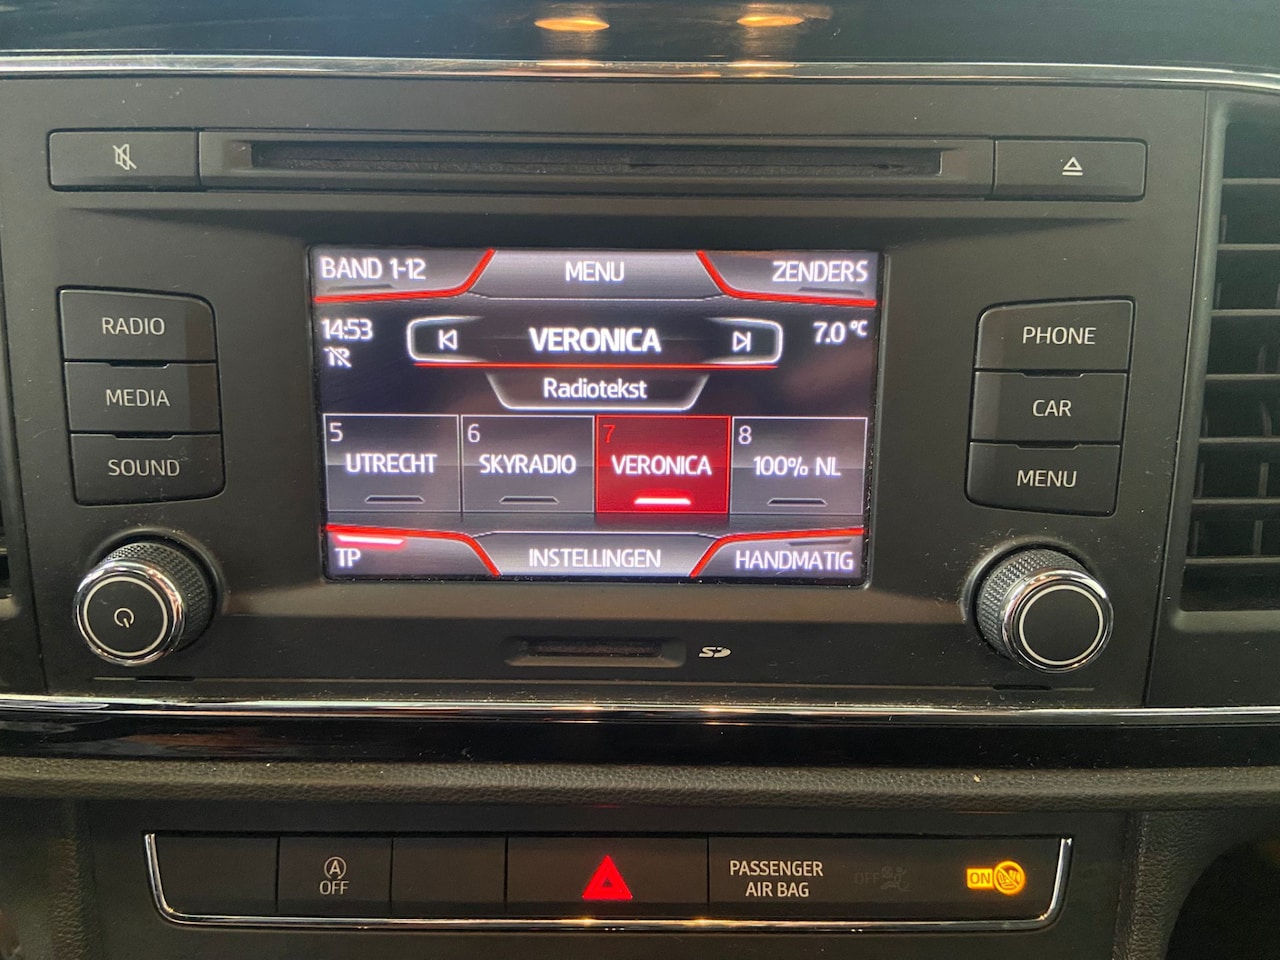 BAND 1-12 MENU ZENDERS
14:53 VERONICA 7.0 °C
Radiotekst
5 6 7 8
UTRECHT SKYRADIO VERONICA 100% NL
TP INSTELLINGEN HANDMATIG
RADIO
MEDIA
SOUND
PHONE
CAR
MENU
SD
A
OFF
PASSENGER
AIR BAG
OFF
ON